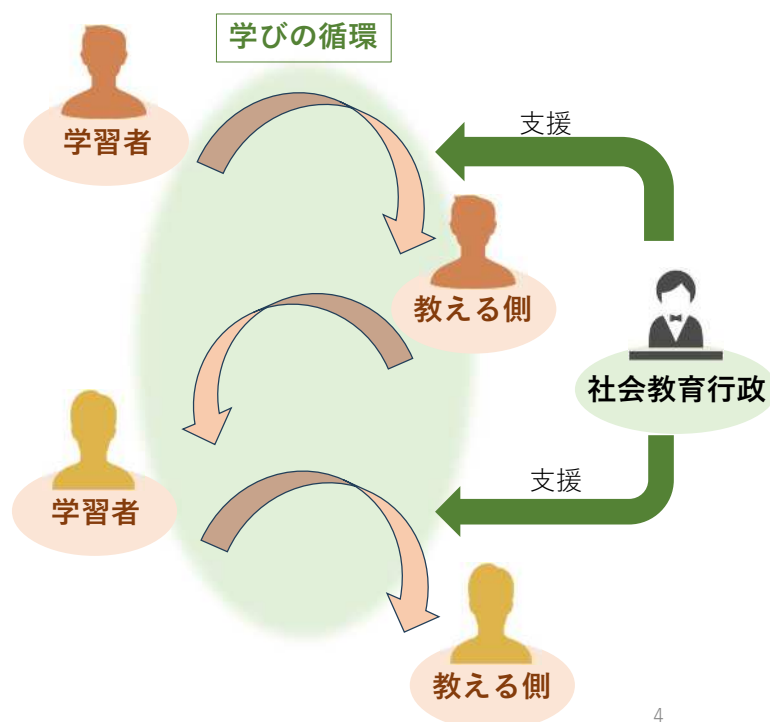 学びの循環
学習者
支援
教える側
社会教育行政
学習者
支援
教える側
4